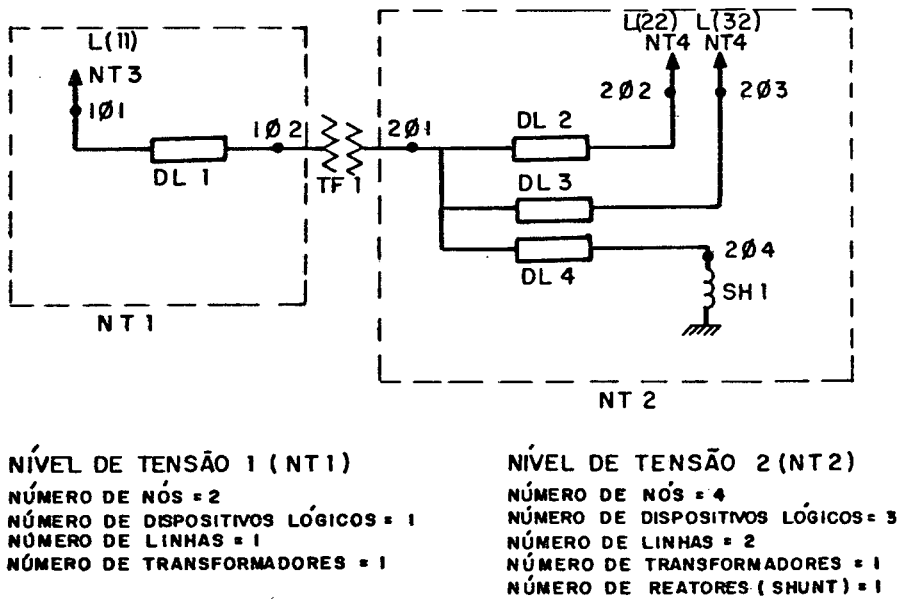 L(11)
NT3
1Ø1
DL 1
1Ø2
TF 1
2Ø1
L(22) L(32)
NT4 NT4
2Ø2
2Ø3
DL 2
DL 3
DL 4
2Ø4
SH 1
NT 1
NT 2
NÍVEL DE TENSÃO 1 (NT1)
NÚMERO DE NÓS = 2
NÚMERO DE DISPOSITIVOS LÓGICOS = 1
NÚMERO DE LINHAS = 1
NÚMERO DE TRANSFORMADORES = 1
NÍVEL DE TENSÃO 2 (NT2)
NÚMERO DE NÓS = 4
NÚMERO DE DISPOSITIVOS LÓGICOS = 3
NÚMERO DE LINHAS = 2
NÚMERO DE TRANSFORMADORES = 1
NÚMERO DE REATORES (SHUNT) = 1